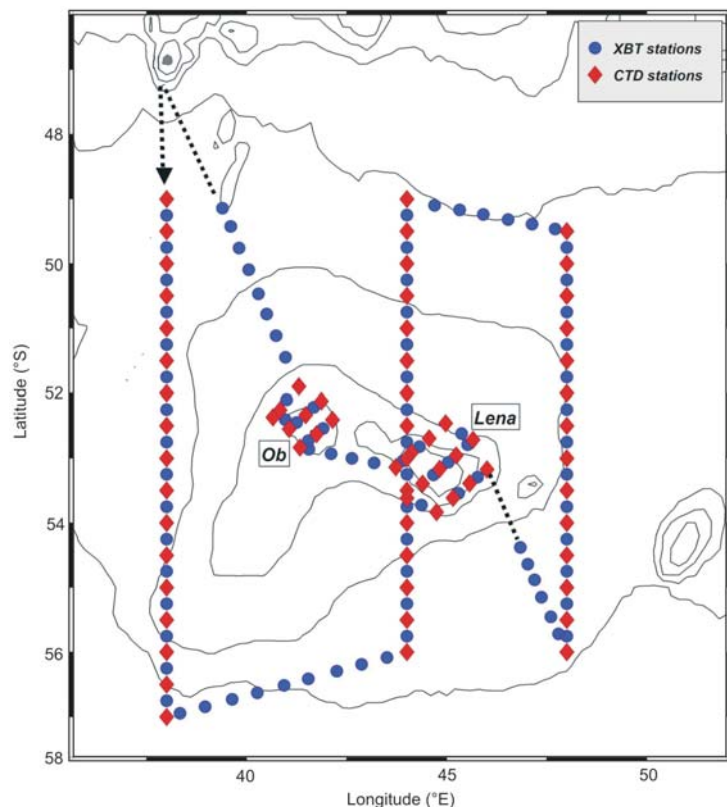 XBT stations
CTD stations
48
50
Latitude (°S)
52
Lena
Ob
54
56
58
40
45
50
Longitude (°E)